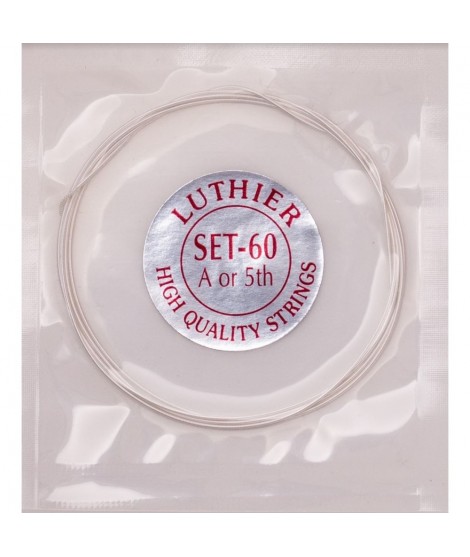 LUTHIER
SET-60
A or 5th
HIGH QUALITY STRINGS